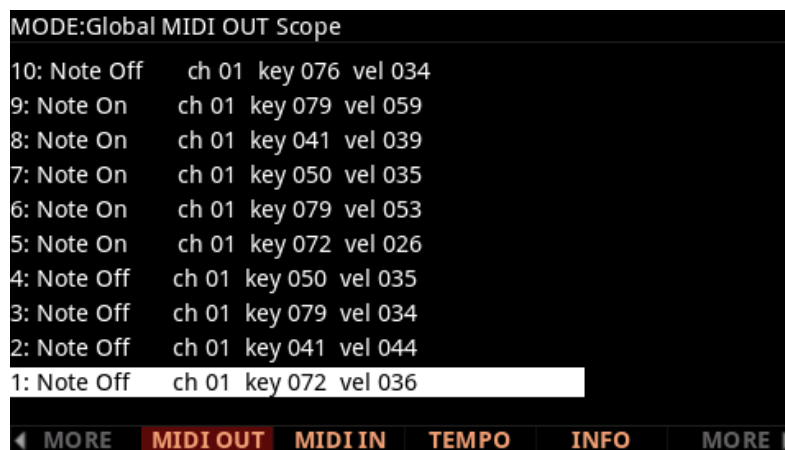 MODE:Global MIDI OUT Scope
10: Note Off ch 01 key 076 vel 034
9: Note On ch 01 key 079 vel 059
8: Note On ch 01 key 041 vel 039
7: Note On ch 01 key 050 vel 035
6: Note On ch 01 key 079 vel 053
5: Note On ch 01 key 072 vel 026
4: Note Off ch 01 key 050 vel 035
3: Note Off ch 01 key 079 vel 034
2: Note Off ch 01 key 041 vel 044
1: Note Off ch 01 key 072 vel 036
MORE MIDI OUT MIDI IN TEMPO INFO MORE